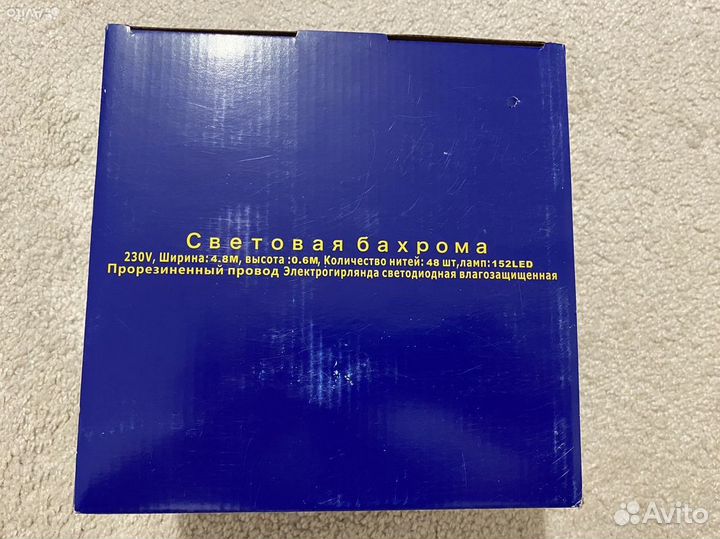 Avito
Световая бахрома
230V, Ширина: 4.8М, высота :0.6М, Количество нитей: 48 шт,ламп:152LED
Прорезиненный провод Электрогирлянда светодиодная влагозащищенная
Avito